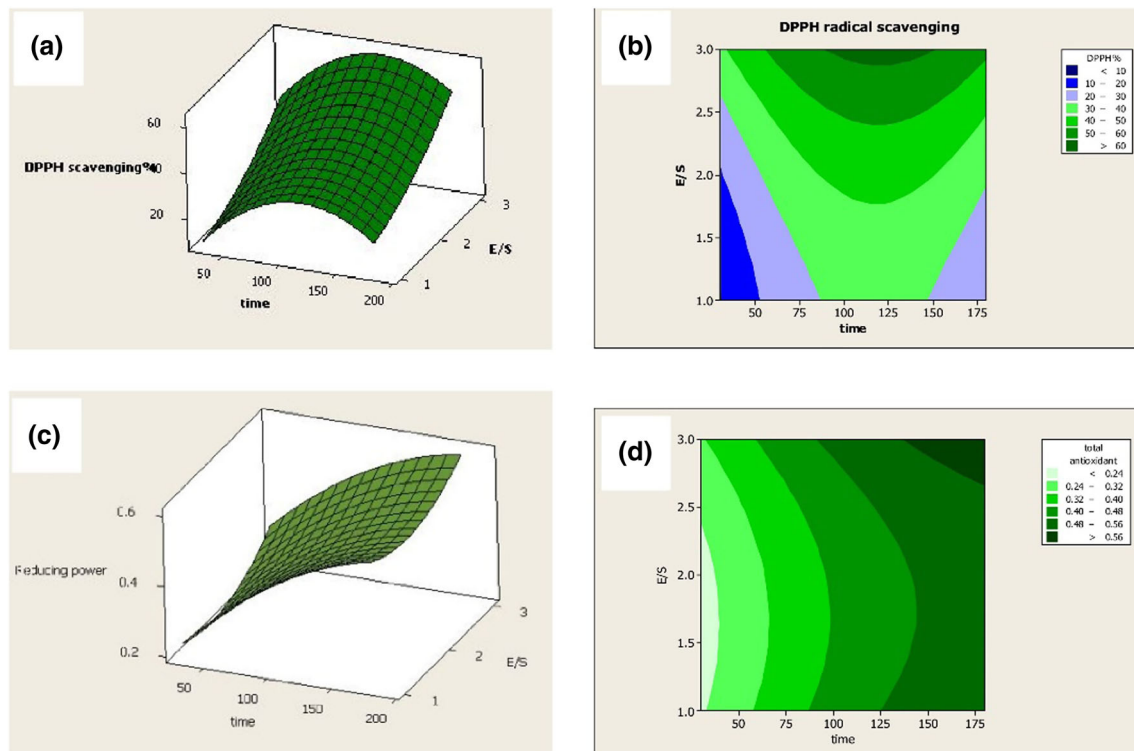 (a)
60
DPPH scavenging%
40
20
50
100
150
200
time
1
2
3
E/S
(b)
DPPH radical scavenging
3.0
2.5
2.0
1.5
1.0
E/S
50 75 100 125 150 175
time
DPPH%
< 10
10 – 20
20 – 30
30 – 40
40 – 50
50 – 60
> 60
(c)
0.6
Reducing power
0.4
0.2
50
100
150
200
time
1
2
3
E/S
(d)
3.0
2.5
2.0
1.5
1.0
E/S
50 75 100 125 150 175
time
total
antioxidant
< 0.24
0.24 – 0.32
0.32 – 0.40
0.40 – 0.48
0.48 – 0.56
> 0.56